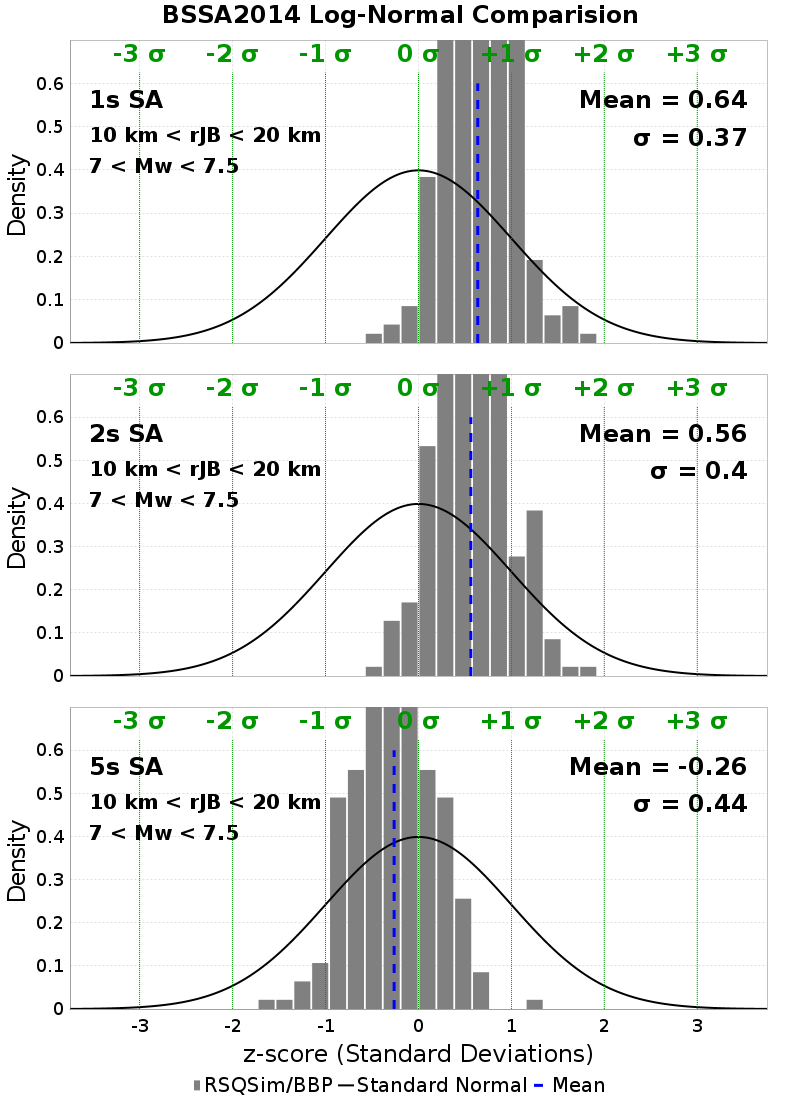 BSSA2014 Log-Normal Comparision
-3 σ -2 σ -1 σ 0 σ +1 σ +2 σ +3 σ
1s SA
Mean = 0.64
10 km < rJB < 20 km
σ = 0.37
7 < Mw < 7.5
Density
0.6
0.5
0.4
0.3
0.2
0.1
0
-3 σ -2 σ -1 σ 0 σ +1 σ +2 σ +3 σ
2s SA
Mean = 0.56
10 km < rJB < 20 km
σ = 0.4
7 < Mw < 7.5
Density
0.6
0.5
0.4
0.3
0.2
0.1
0
-3 σ -2 σ -1 σ 0 σ +1 σ +2 σ +3 σ
5s SA
Mean = -0.26
10 km < rJB < 20 km
σ = 0.44
7 < Mw < 7.5
Density
0.6
0.5
0.4
0.3
0.2
0.1
0
-3 -2 -1 0 1 2 3
z-score (Standard Deviations)
RSQSim/BBP Standard Normal Mean